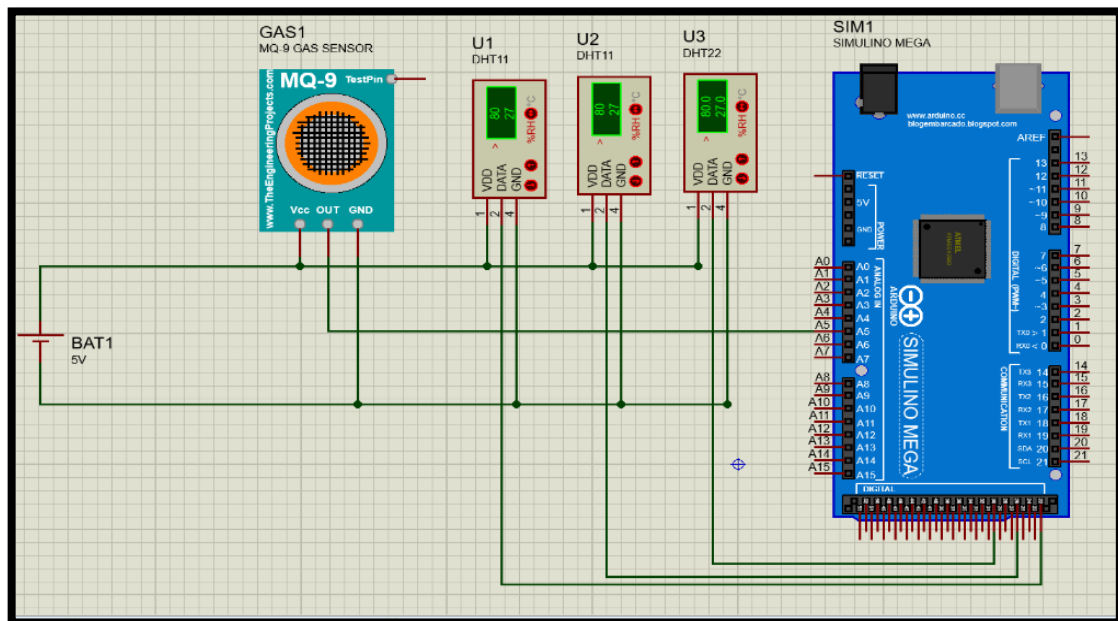 GAS1
MQ-9 GAS SENSOR
MQ-9
TestPin
www.TheEngineeringProjects.com
Vcc OUT GND
U1
DHT11
80
27
%RH °C
>
VDD
DATA
GND
1
2
4
U2
DHT11
80
27
%RH °C
>
VDD
DATA
GND
1
2
4
U3
DHT22
80.0
27.0
%RH °C
>
VDD
DATA
GND
1
2
4
BAT1
5V
SIM1
SIMULINO MEGA
www.arduino.cc
blogembarcado.blogspot.com
AREF
RESET
5V
GND
POWER
13 13
12 12
~11 11
~10 10
~9 9
8 8
7 7
~6 6
~5 5
4 4
~3 3
2 2
TX0 > 1 1
RX0 < 0 0
DIGITAL (PWM~)
A0 A0
A1 A1
A2 A2
A3 A3
A4 A4
A5 A5
A6 A6
A7 A7
ANALOG IN
A8 A8
A9 A9
A10 A10
A11 A11
A12 A12
A13 A13
A14 A14
A15 A15
ATMEL
ARDUINO
SIMULINO MEGA
TX3 14 14
RX3 15 15
TX2 16 16
RX2 17 17
TX1 18 18
RX1 19 19
SDA 20 20
SCL 21 21
COMMUNICATION
DIGITAL